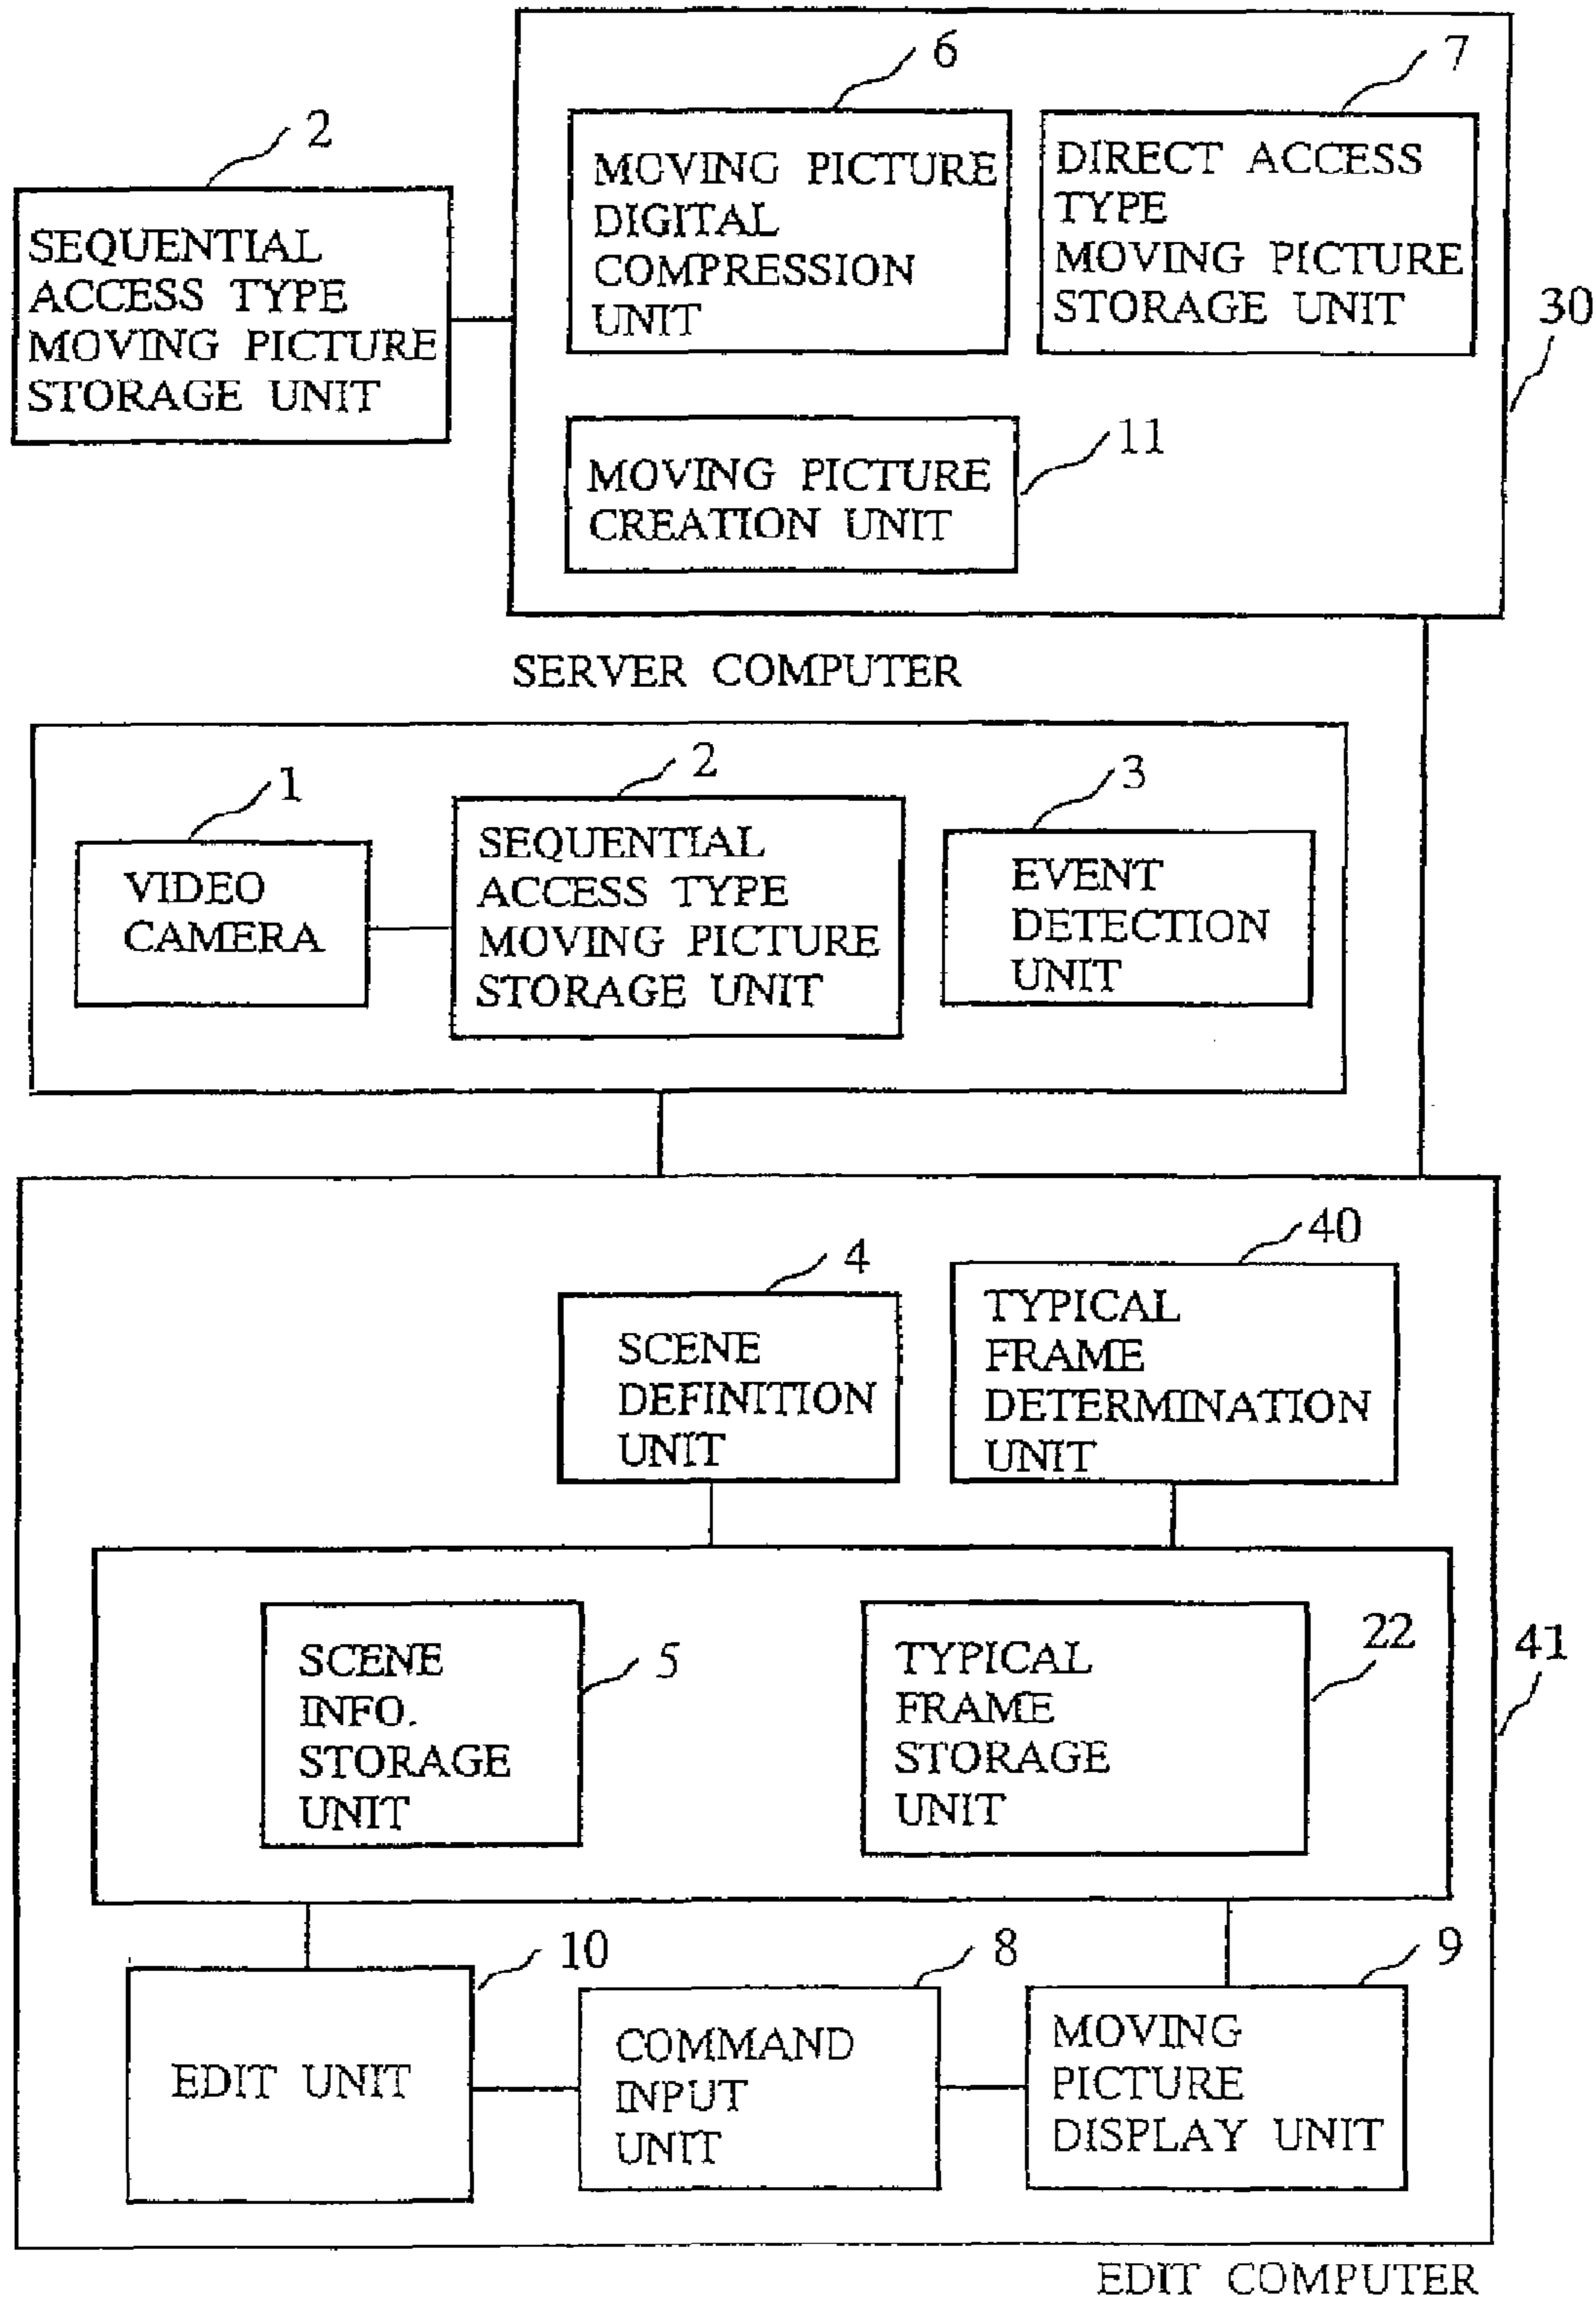 6
7
2
MOVING PICTURE
DIGITAL
COMPRESSION
UNIT
DIRECT ACCESS
TYPE
MOVING PICTURE
STORAGE UNIT
SEQUENTIAL
ACCESS TYPE
MOVING PICTURE
STORAGE UNIT
30
11
MOVING PICTURE
CREATION UNIT
SERVER COMPUTER
1
2
3
VIDEO
CAMERA
SEQUENTIAL
ACCESS TYPE
MOVING PICTURE
STORAGE UNIT
EVENT
DETECTION
UNIT
4
40
SCENE
DEFINITION
UNIT
TYPICAL
FRAME
DETERMINATION
UNIT
SCENE
INFO.
STORAGE
UNIT
5
TYPICAL
FRAME
STORAGE
UNIT
22
41
10
8
9
EDIT UNIT
COMMAND
INPUT
UNIT
MOVING
PICTURE
DISPLAY UNIT
EDIT COMPUTER